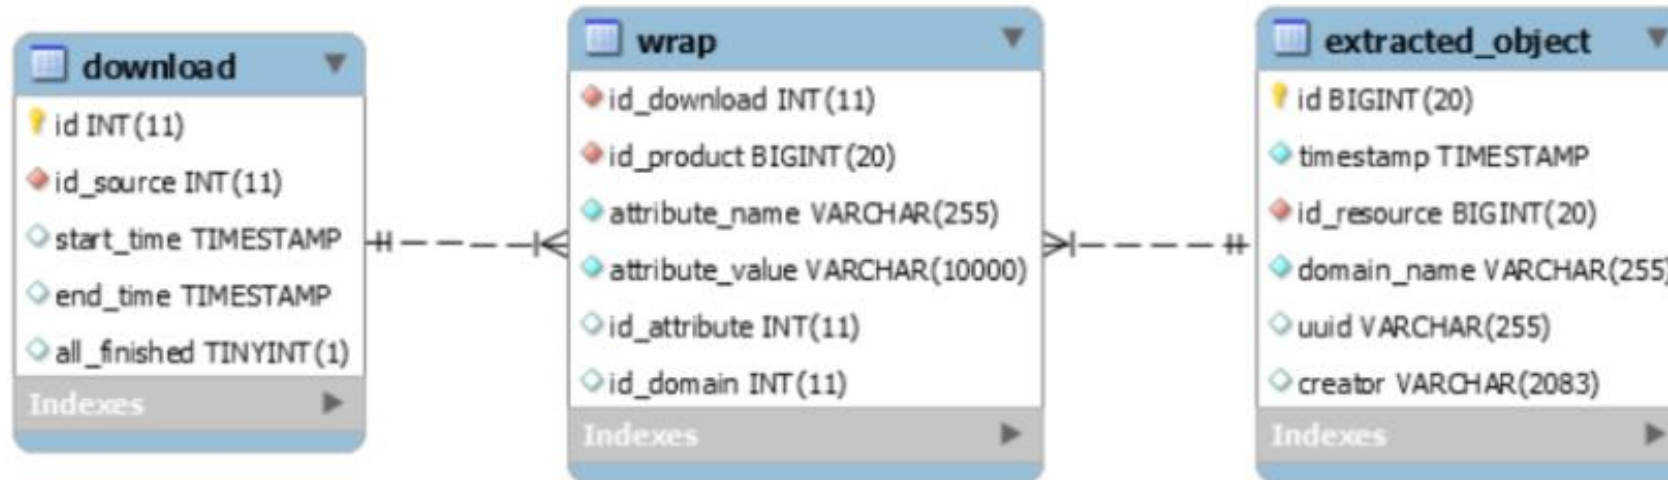 download
id INT(11)
id_source INT(11)
start_time TIMESTAMP
end_time TIMESTAMP
all_finished TINYINT(1)
Indexes
wrap
id_download INT(11)
id_product BIGINT(20)
attribute_name VARCHAR(255)
attribute_value VARCHAR(10000)
id_attribute INT(11)
id_domain INT(11)
Indexes
extracted_object
id BIGINT(20)
timestamp TIMESTAMP
id_resource BIGINT(20)
domain_name VARCHAR(255)
uuid VARCHAR(255)
creator VARCHAR(2083)
Indexes